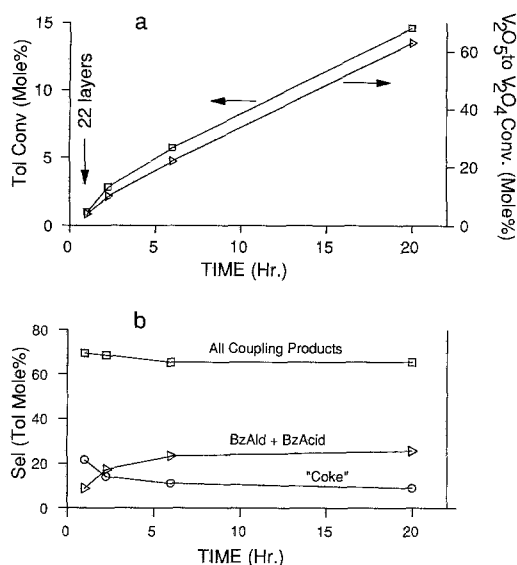 a
15
10
5
0
Tol Conv (Mole%)
22 layers
60
40
20
0
V2O5 to V2O4 Conv. (Mole%)
0 5 10 15 20
TIME (Hr.)
b
80
60
40
20
0
Sel (Tol Mole%)
All Coupling Products
BzAld + BzAcid
"Coke"
0 5 10 15 20
TIME (Hr.)